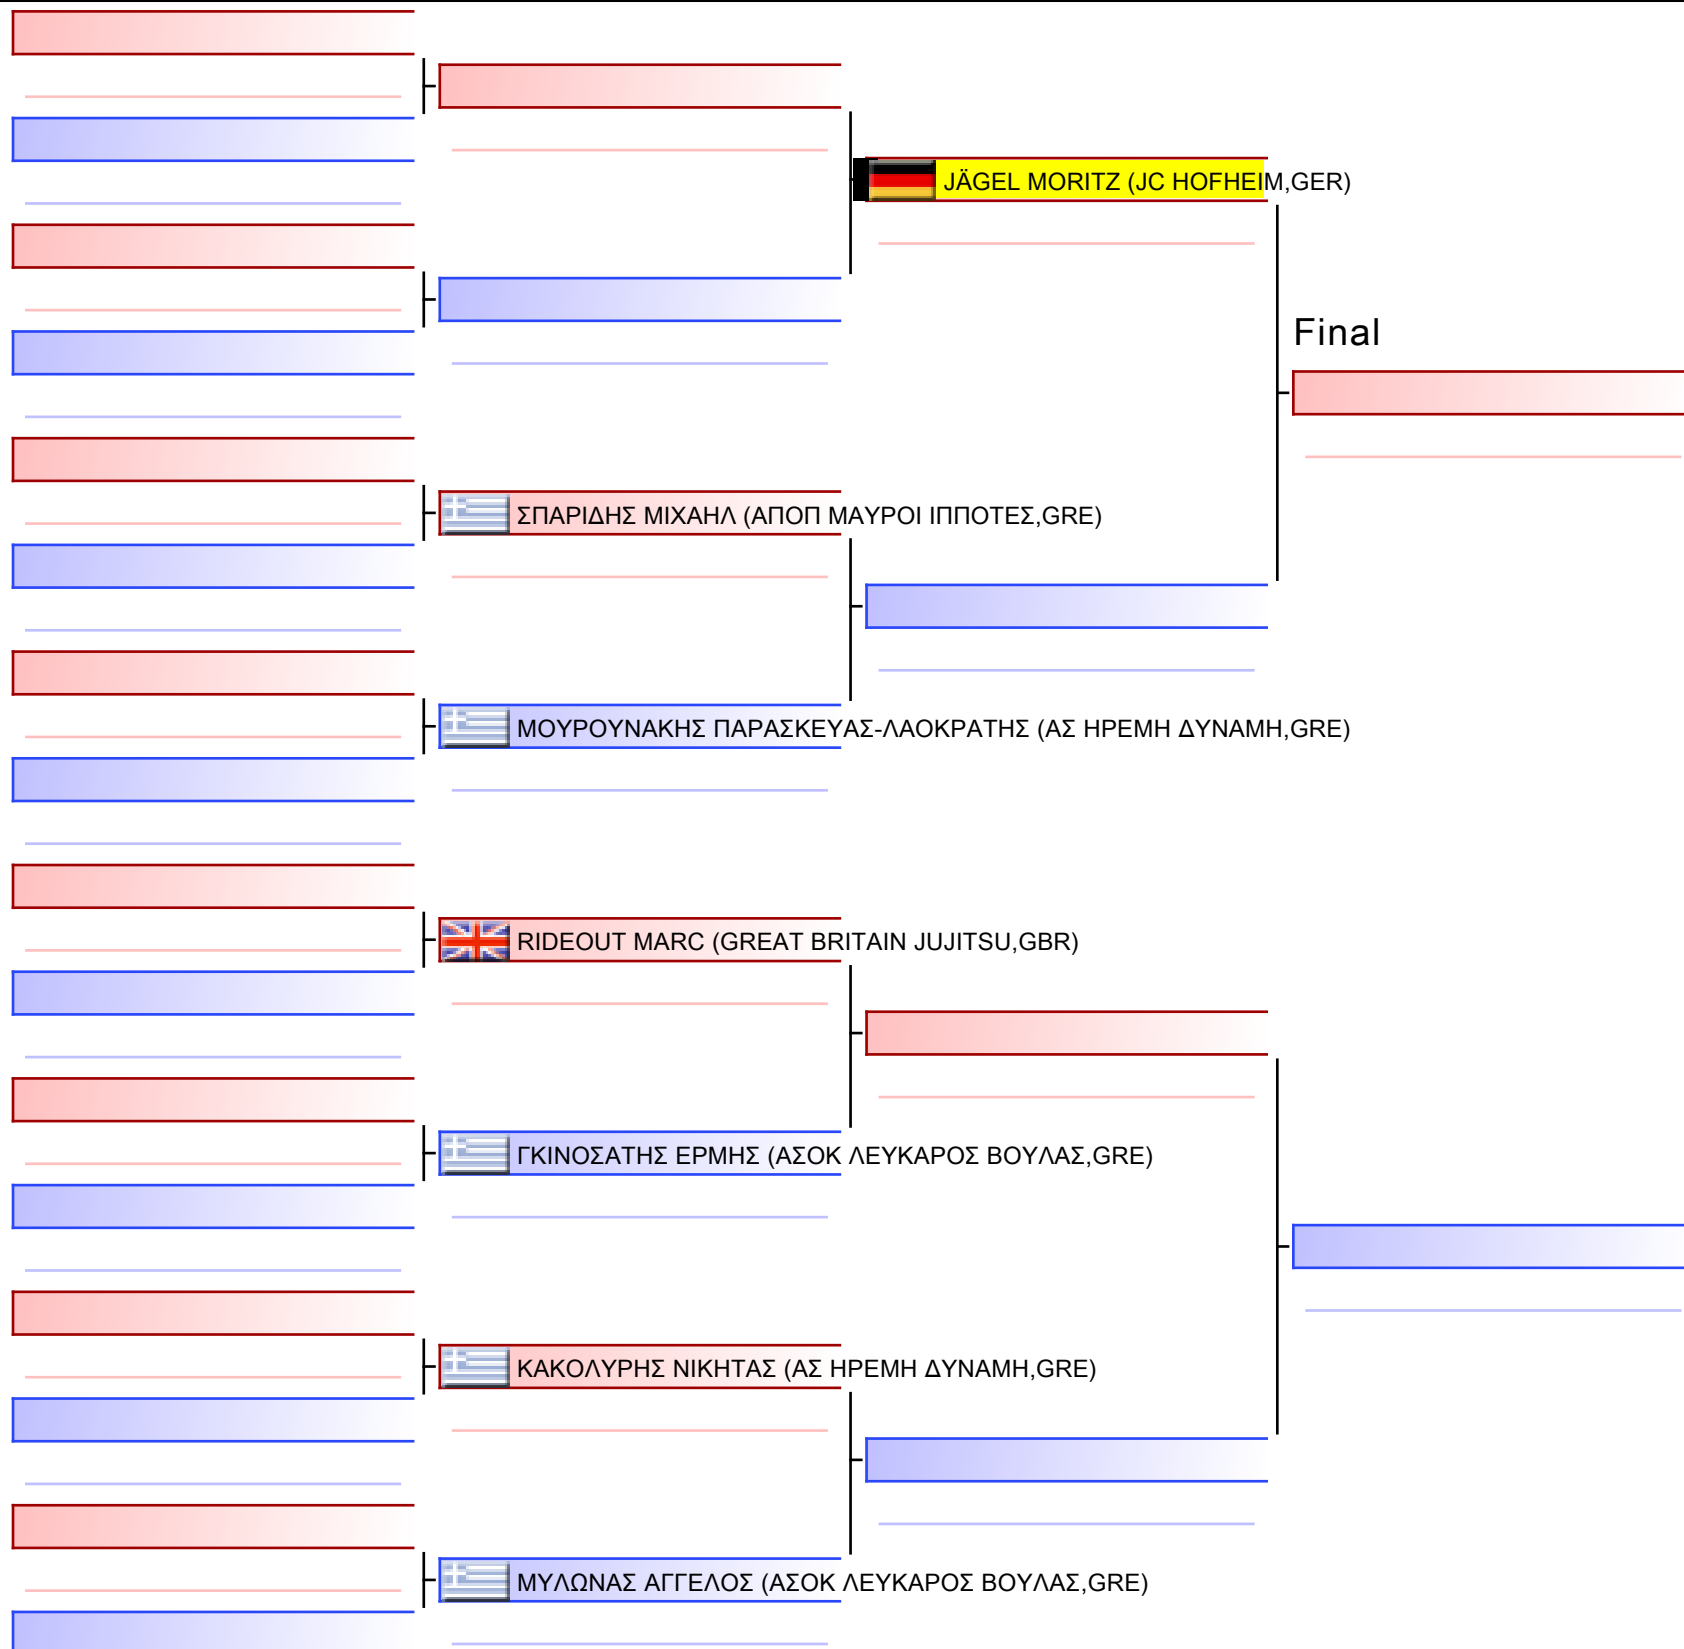 JÄGEL MORITZ (JC HOFHEIM,GER)
Final
ΣΠΑΡΙΔΗΣ ΜΙΧΑΗΛ (ΑΠΟΠ ΜΑΥΡΟΙ ΙΠΠΟΤΕΣ,GRE)
ΜΟΥΡΟΥΝΑΚΗΣ ΠΑΡΑΣΚΕΥΑΣ-ΛΑΟΚΡΑΤΗΣ (ΑΣ ΗΡΕΜΗ ΔΥΝΑΜΗ,GRE)
RIDEOUT MARC (GREAT BRITAIN JUJITSU,GBR)
ΓΚΙΝΟΣΑΤΗΣ ΕΡΜΗΣ (ΑΣΟΚ ΛΕΥΚΑΡΟΣ ΒΟΥΛΑΣ,GRE)
ΚΑΚΟΛΥΡΗΣ ΝΙΚΗΤΑΣ (ΑΣ ΗΡΕΜΗ ΔΥΝΑΜΗ,GRE)
ΜΥΛΩΝΑΣ ΑΓΓΕΛΟΣ (ΑΣΟΚ ΛΕΥΚΑΡΟΣ ΒΟΥΛΑΣ,GRE)